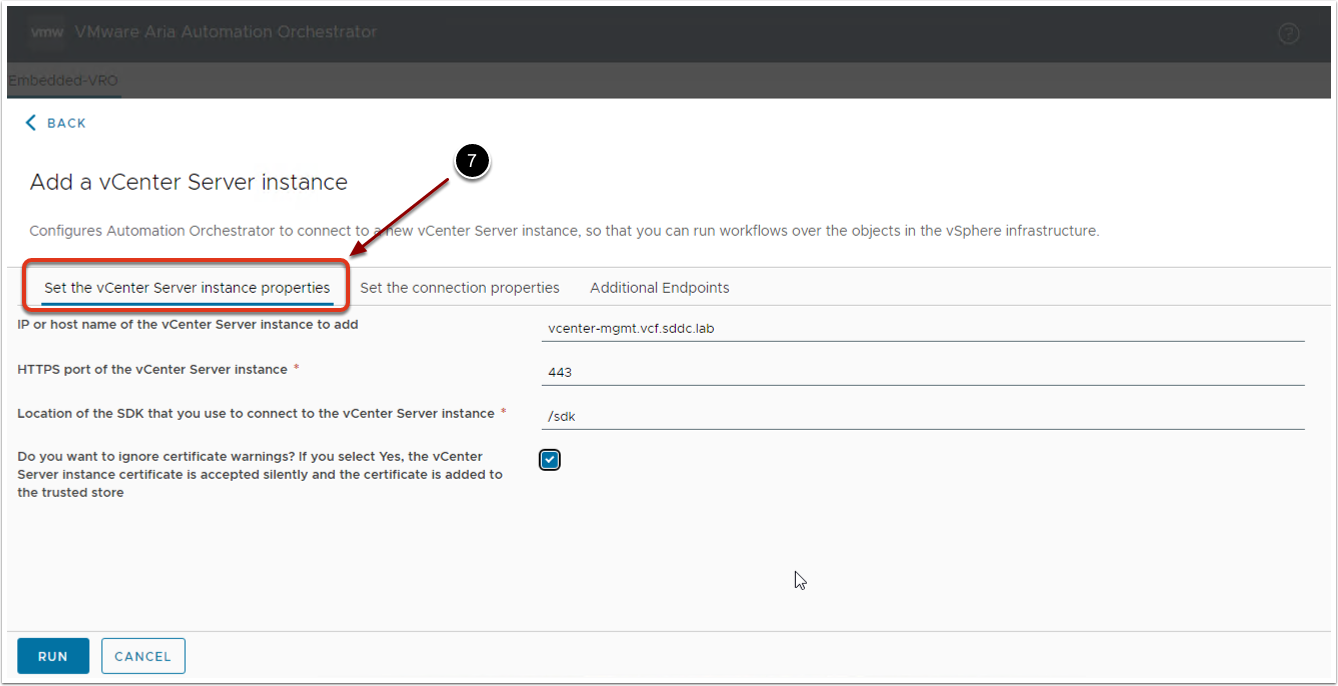 vmw VMware Aria Automation Orchestrator ?
Embedded-VRO
BACK
7
Add a vCenter Server instance
Configures Automation Orchestrator to connect to a new vCenter Server instance, so that you can run workflows over the objects in the vSphere infrastructure.
Set the vCenter Server instance properties Set the connection properties Additional Endpoints
IP or host name of the vCenter Server instance to add vcenter-mgmt.vcf.sddc.lab
HTTPS port of the vCenter Server instance * 443
Location of the SDK that you use to connect to the vCenter Server instance * /sdk
Do you want to ignore certificate warnings? If you select Yes, the vCenter
Server instance certificate is accepted silently and the certificate is added to
the trusted store
RUN CANCEL